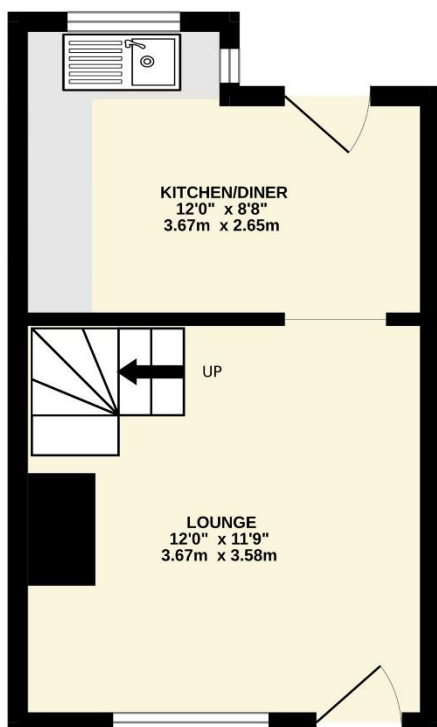 KITCHEN/DINER
12'0" x 8'8"
3.67m x 2.65m
UP
LOUNGE
12'0" x 11'9"
3.67m x 3.58m